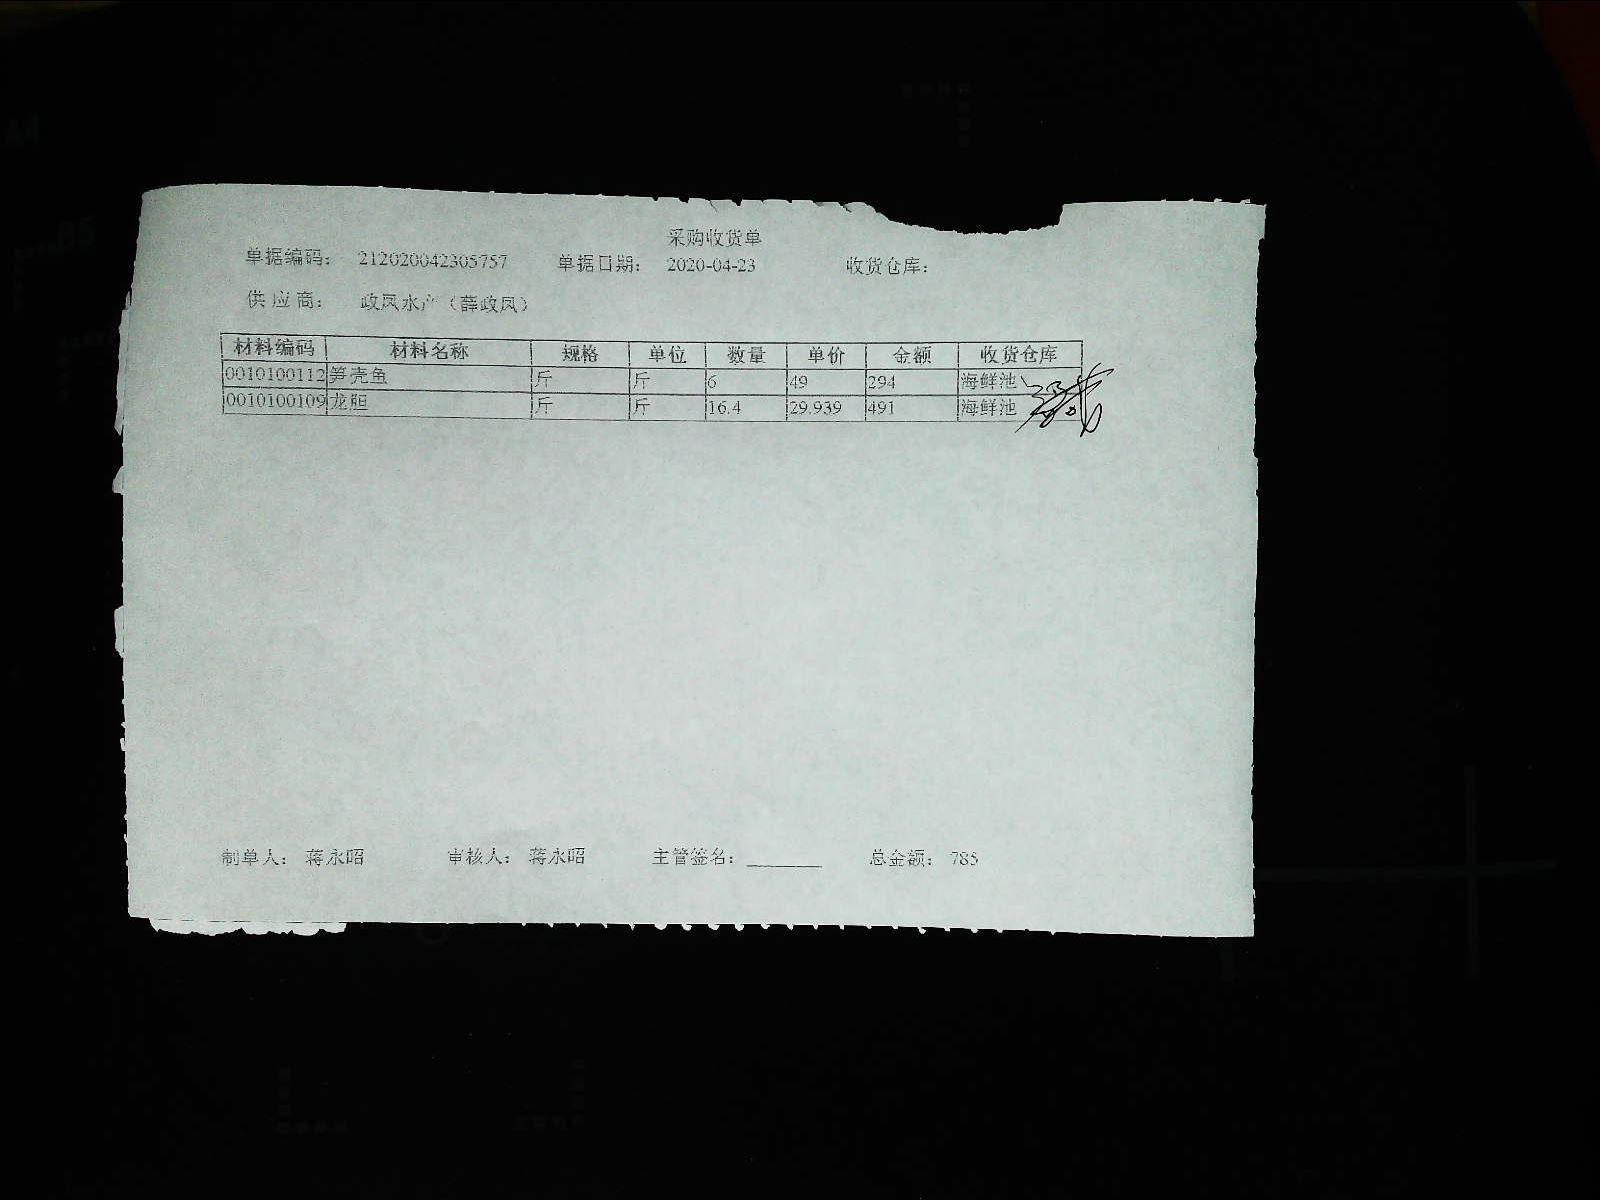 采购收货单
单据编码： 212020042305757 单据日期： 2020-04-23 收货仓库：
供 应 商： 政凤水产（薛政凤）
材料编码 材料名称 规格 单位 数量 单价 金额 收货仓库
0010100112 笋壳鱼 斤 斤 6 49 294 海鲜池
0010100109 龙胆 斤 斤 16.4 29.939 491 海鲜池
制单人： 蒋永昭 审核人： 蒋永昭 主管签名： 总金额： 785